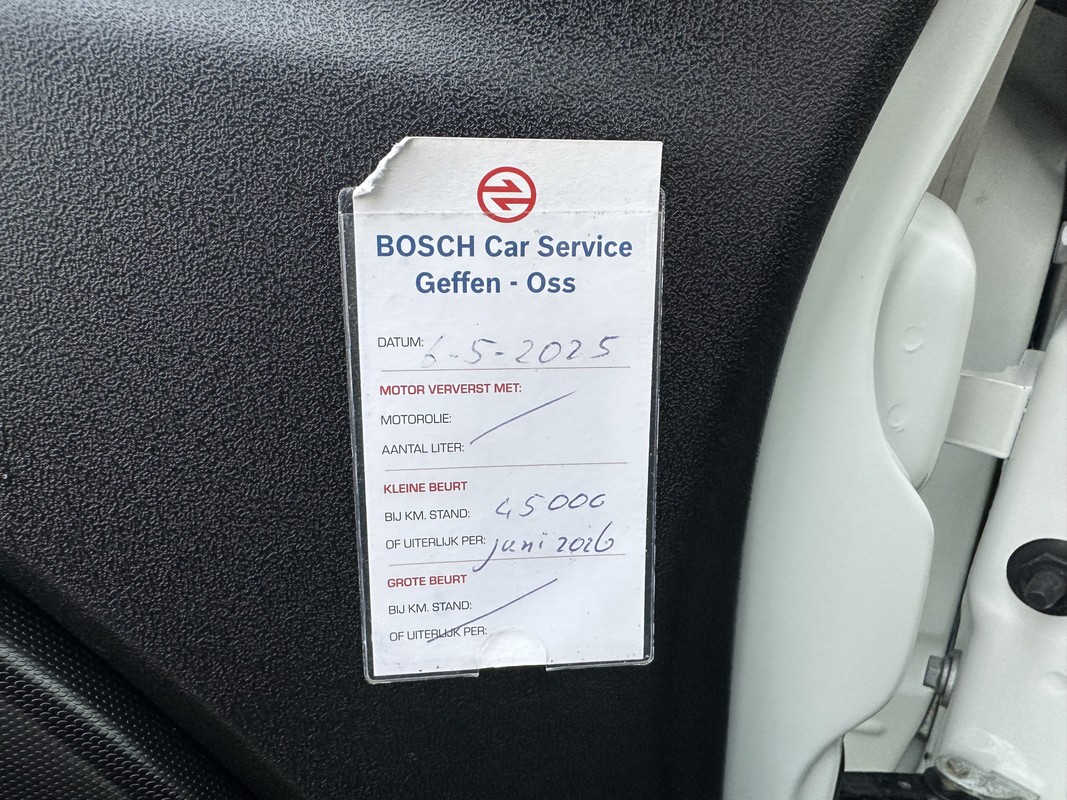 BOSCH Car Service
Geffen - Oss
DATUM: 6-5-2025
MOTOR VERVERST MET:
MOTOROLIE:
AANTAL LITER:
KLEINE BEURT
BIJ KM. STAND: 45000
OF UITERLIJK PER: juni 2026
GROTE BEURT
BIJ KM. STAND:
OF UITERLIJK PER: